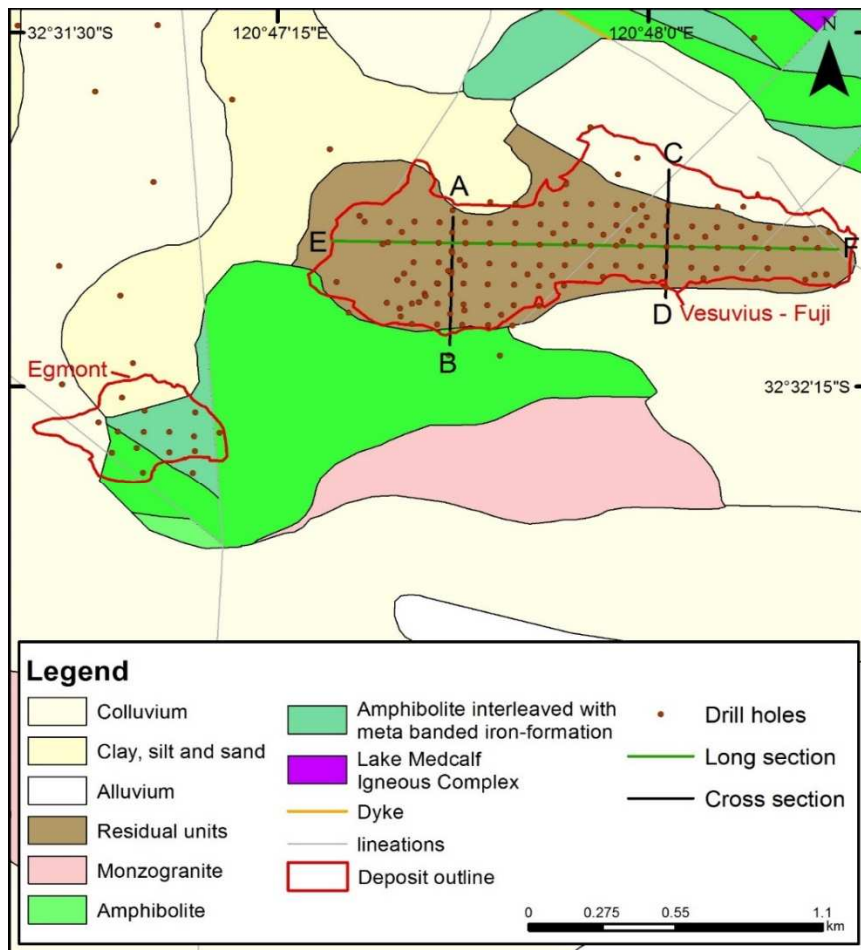 32°31'30"S
120°47'15"E
120°48'0"E
N
C
A
E
F
D
Vesuvius - Fuji
B
Egmont
32°32'15"S
Legend
Colluvium
Clay, silt and sand
Alluvium
Residual units
Monzogranite
Amphibolite
Amphibolite interleaved with
meta banded iron-formation
Lake Medcalf
Igneous Complex
Dyke
lineations
Deposit outline
Drill holes
Long section
Cross section
0 0.275 0.55 1.1
km